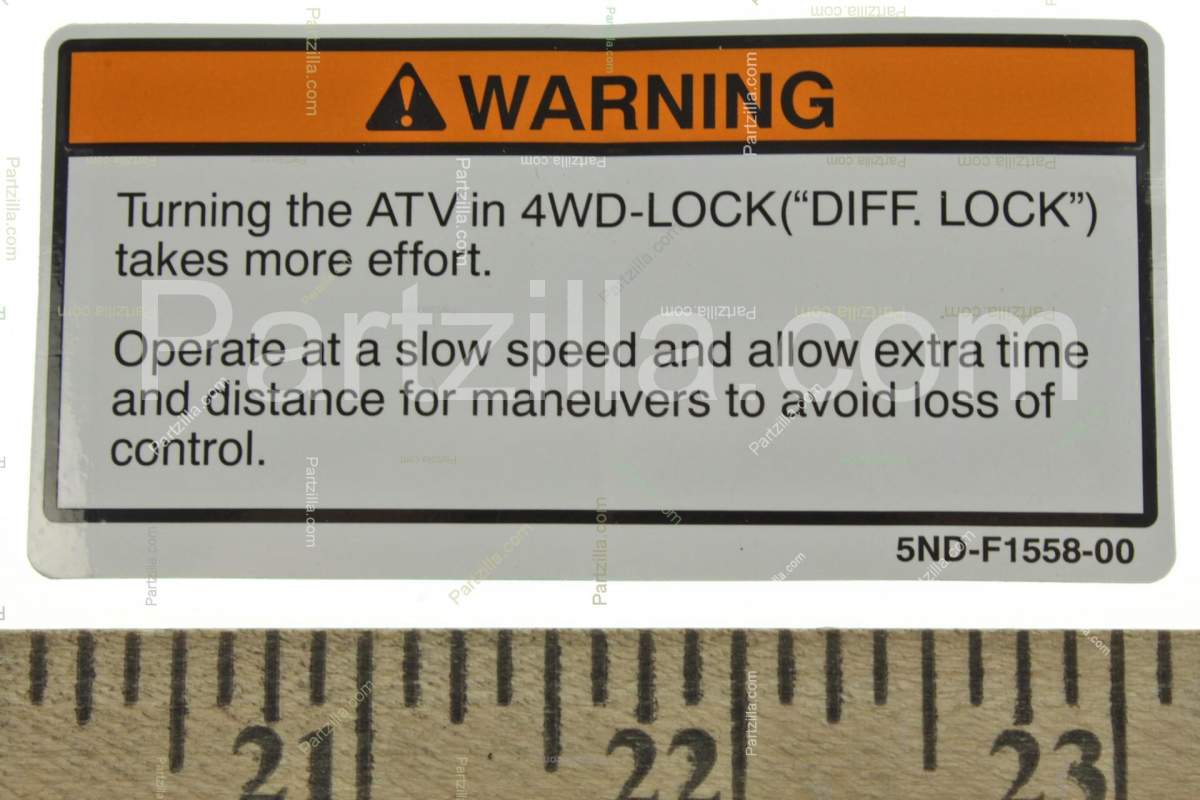 WARNING
Turning the ATV in 4WD-LOCK(“DIFF. LOCK”)
takes more effort.
Operate at a slow speed and allow extra time
and distance for maneuvers to avoid loss of
control.
5ND-F1558-00
Partzilla.com
21 22 23